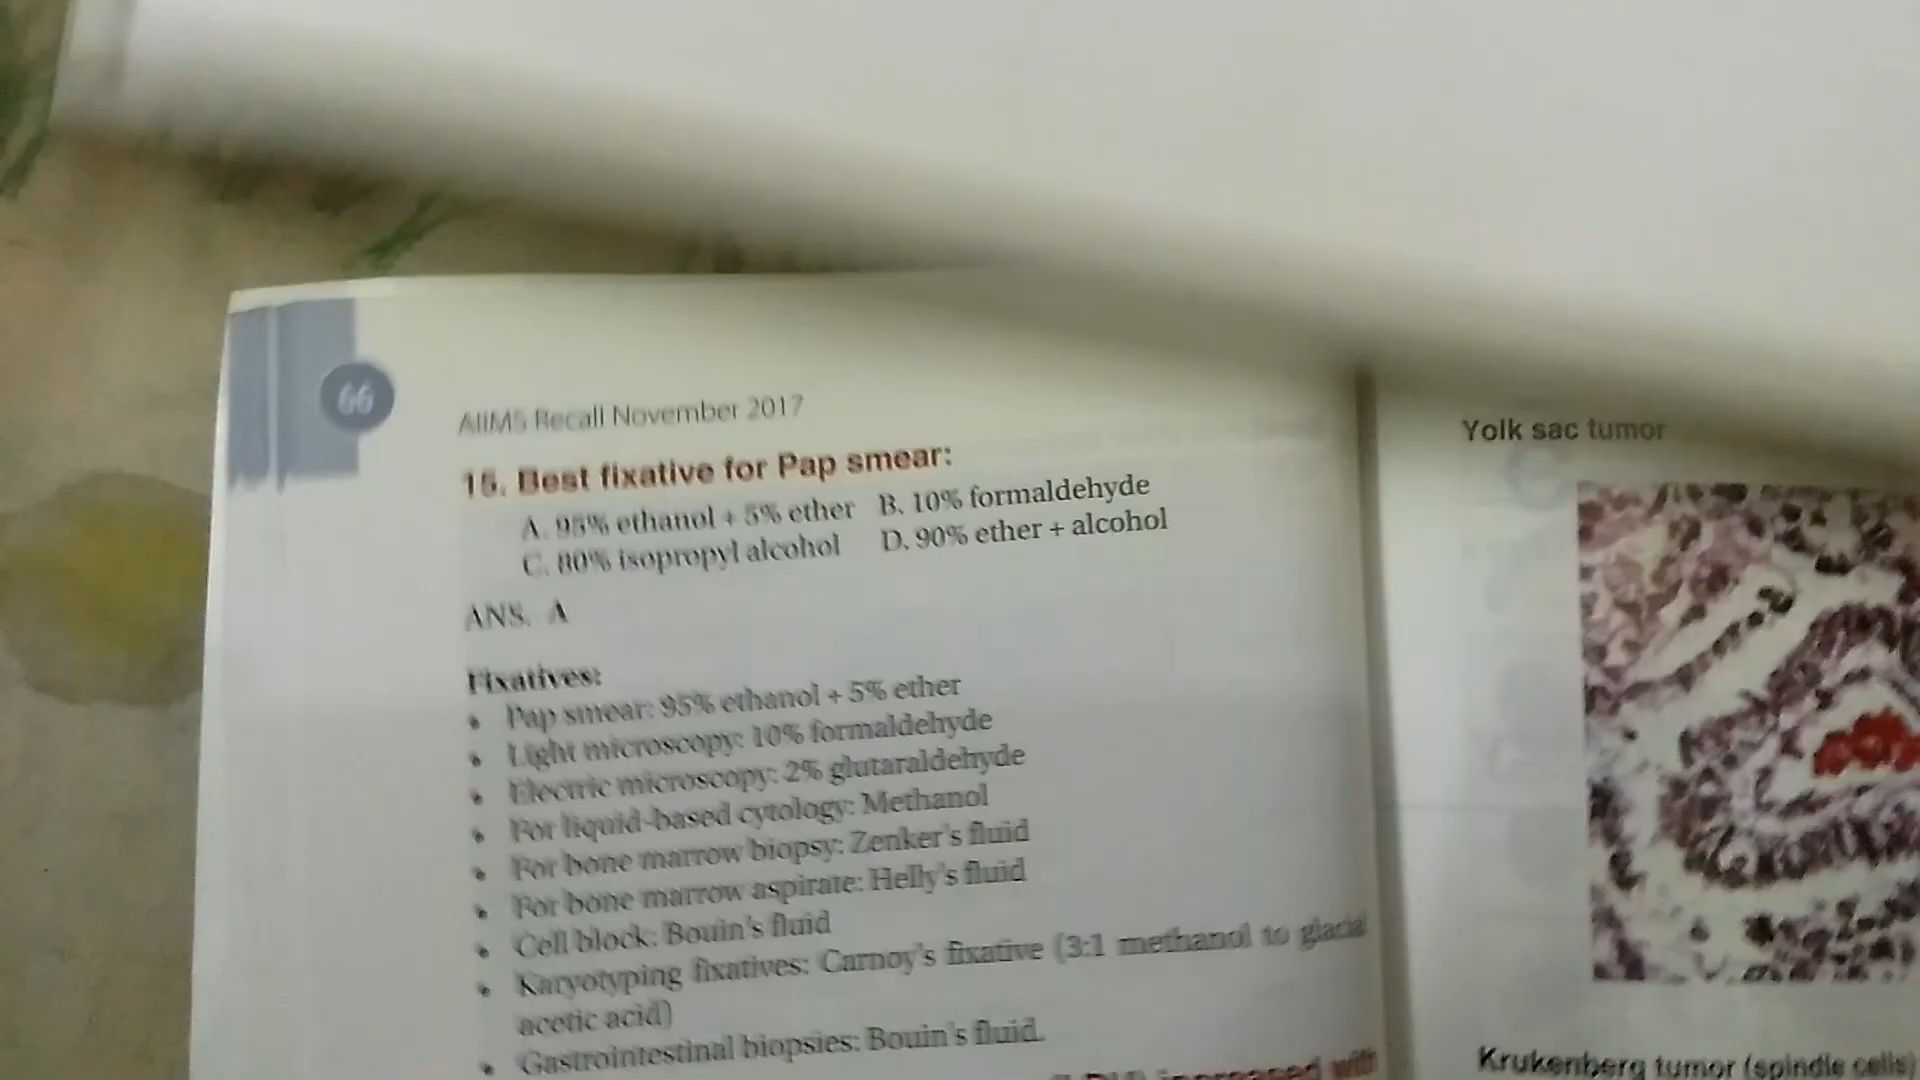 66
AIIMS Recall November 2017
15. Best fixative for Pap smear:
A. 95% ethanol + 5% ether B. 10% formaldehyde
C. 80% isopropyl alcohol D. 90% ether + alcohol
ANS. A
Fixatives:
• Pap smear: 95% ethanol + 5% ether
• Light microscopy: 10% formaldehyde
• Electric microscopy: 2% glutaraldehyde
• For liquid-based cytology: Methanol
• For bone marrow biopsy: Zenker's fluid
• For bone marrow aspirate: Helly's fluid
• Cell block: Bouin's fluid
• Karyotyping fixatives: Carnoy's fixative (3:1 methanol to glacial
acetic acid)
• Gastrointestinal biopsies: Bouin's fluid.
increased with
Yolk sac tumor
Krukenberg tumor (spindle cells)